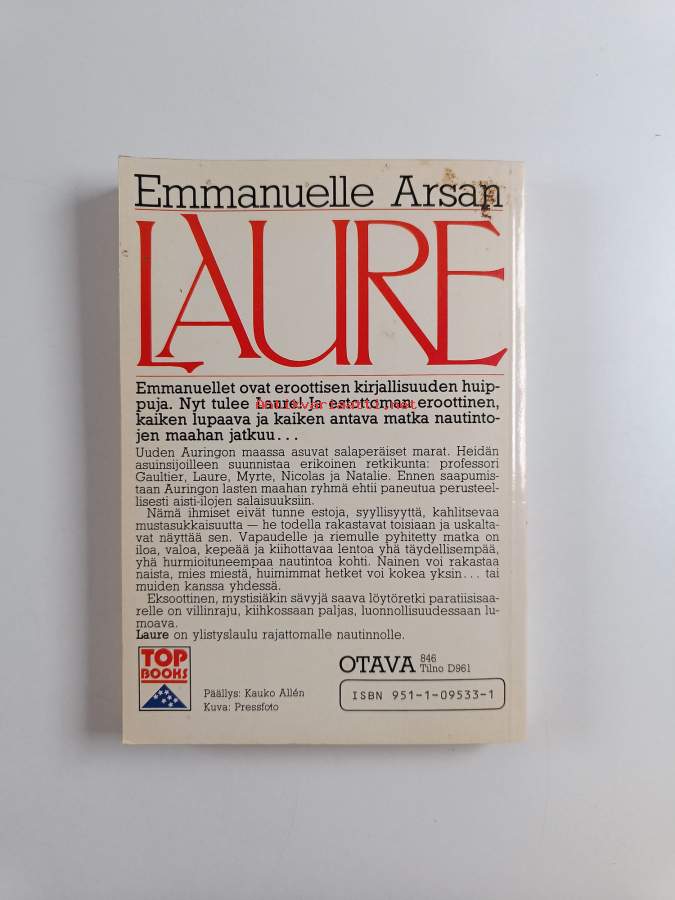 Emmanuelle Arsan
LAURE
Emmanuellet ovat eroottisen kirjallisuuden huip-
puja. Nyt tulee Laure! Ja estottoman eroottinen,
kaiken lupaava ja kaiken antava matka nautinto-
jen maahan jatkuu...
Uuden Auringon maassa asuvat salaperäiset marat. Heidän
asuinsijoilleen suunnistaa erikoinen retkikunta: professori
Gaultier, Laure, Myrte, Nicolas ja Natalie. Ennen saapumis-
taan Auringon lasten maahan ryhmä ehtii paneutua perusteel-
lisesti aisti-ilojen salaisuuksiin.
Nämä ihmiset eivät tunne estoja, syyllisyyttä, kahlitsevaa
mustasukkaisuutta — he todella rakastavat toisiaan ja uskalta-
vat näyttää sen. Vapaudelle ja riemulle pyhitetty matka on
iloa, valoa, kepeää ja kiihottavaa lentoa yhä täydellisempää,
yhä hurmioituneempaa nautintoa kohti. Nainen voi rakastaa
naista, mies miestä, huimimmat hetket voi kokea yksin... tai
muiden kanssa yhdessä.
Eksoottinen, mystisiäkin sävyjä saava löytöretki paratiisisaa-
relle on villinraju, kiihkossaan paljas, luonnollisuudessaan lu-
moava.
Laure on ylistyslaulu rajattomalle nautinnolle.
TOP
BOOKS
Päällys: Kauko Allén
Kuva: Pressfoto
OTAVA 846
Tilno D961
ISBN 951-1-09533-1